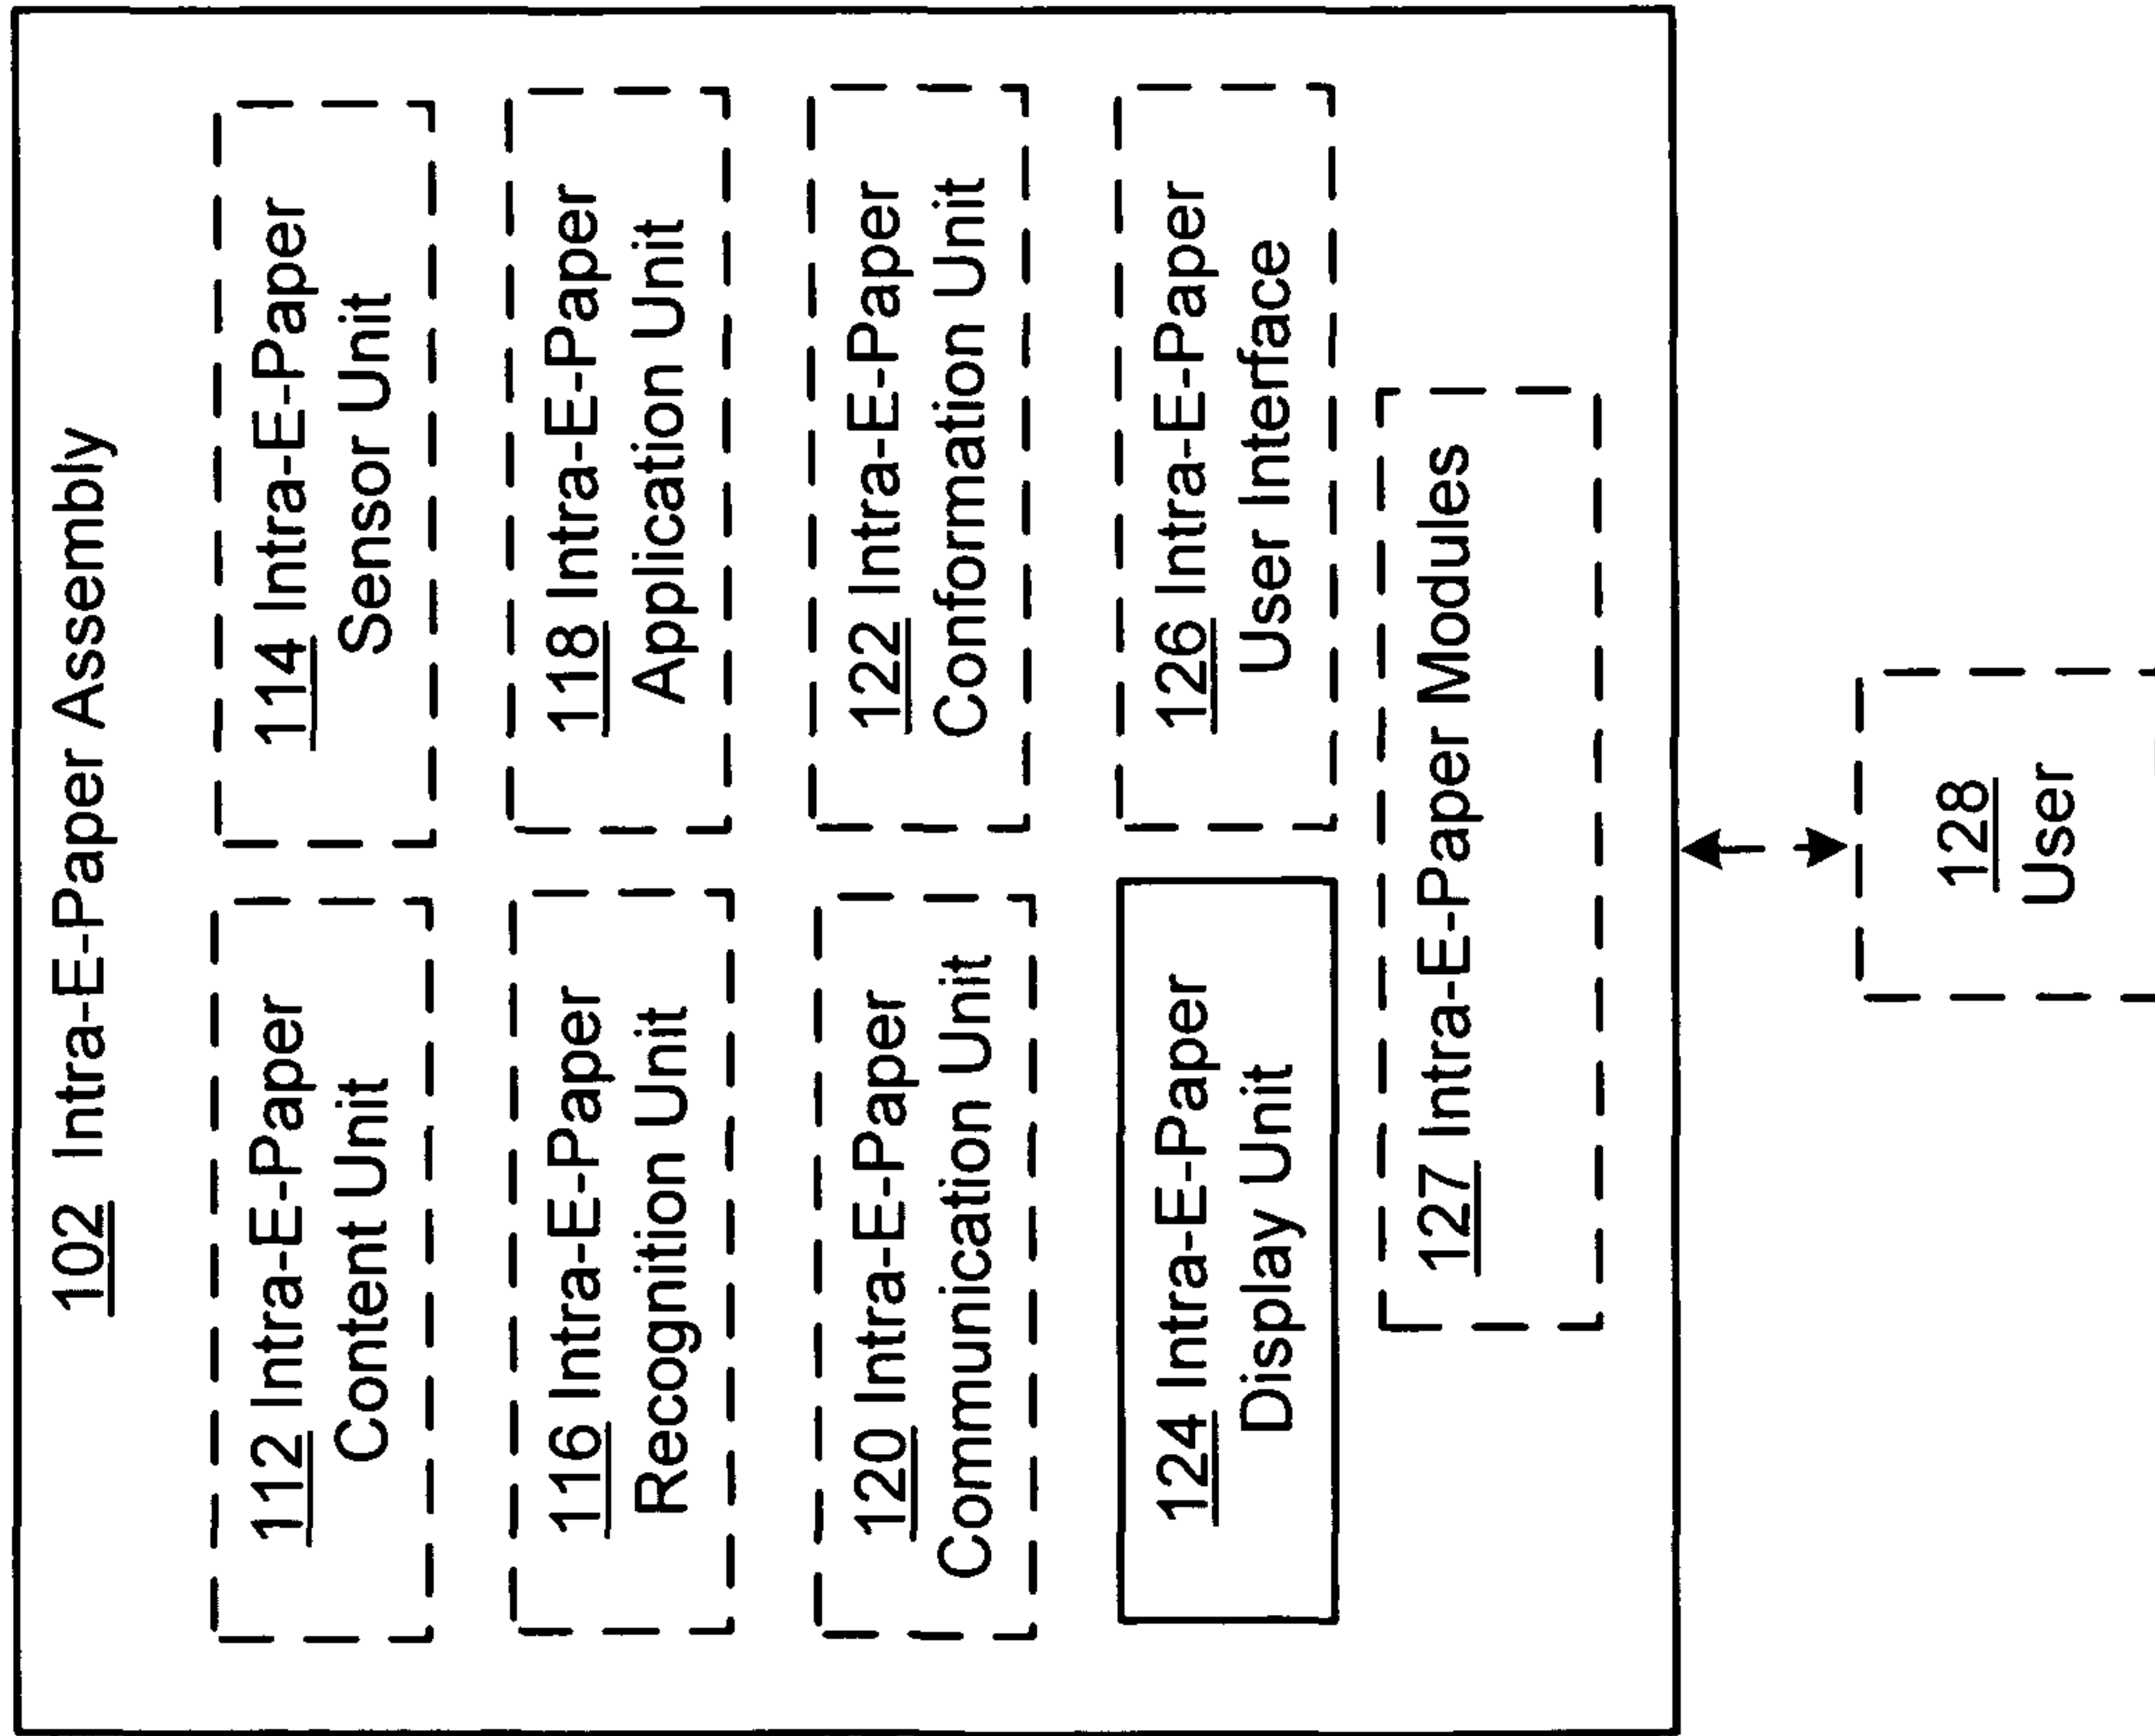 102 Intra-E-Paper Assembly
112 Intra-E-Paper
Content Unit
114 Intra-E-Paper
Sensor Unit
116 Intra-E-Paper
Recognition Unit
118 Intra-E-Paper
Application Unit
120 Intra-E-Paper
Communication Unit
122 Intra-E-Paper
Conformation Unit
124 Intra-E-Paper
Display Unit
126 Intra-E-Paper
User Interface
127 Intra-E-Paper Modules
128
User